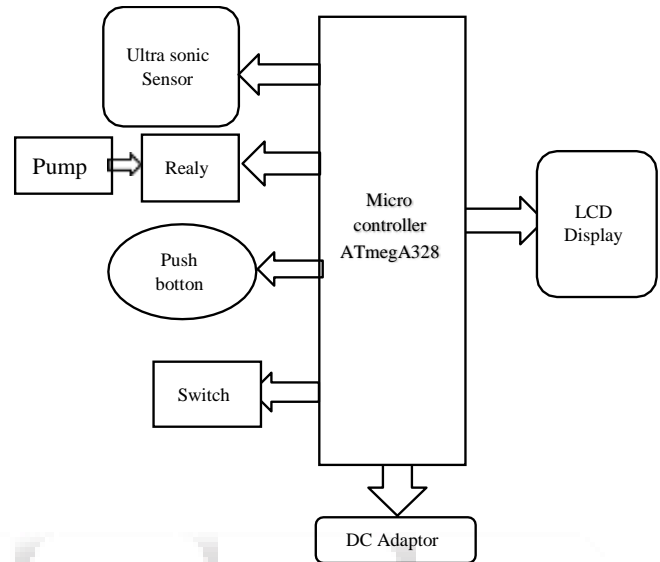 Ultra sonic
Sensor
Pump
Realy
Micro
controller
ATmegA328
LCD
Display
Push
botton
Switch
DC Adaptor